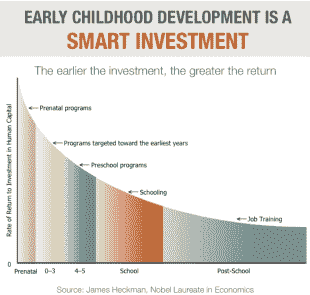 EARLY CHILDHOOD DEVELOPMENT IS A
SMART INVESTMENT
The earlier the investment, the greater the return
Prenatal programs
Programs targeted toward the earliest years
Preschool programs
Schooling
Job Training
Rate of Return to Investment in Human Capital
0
Prenatal 0–3 4–5 School Post-School
Source: James Heckman, Nobel Laureate in Economics